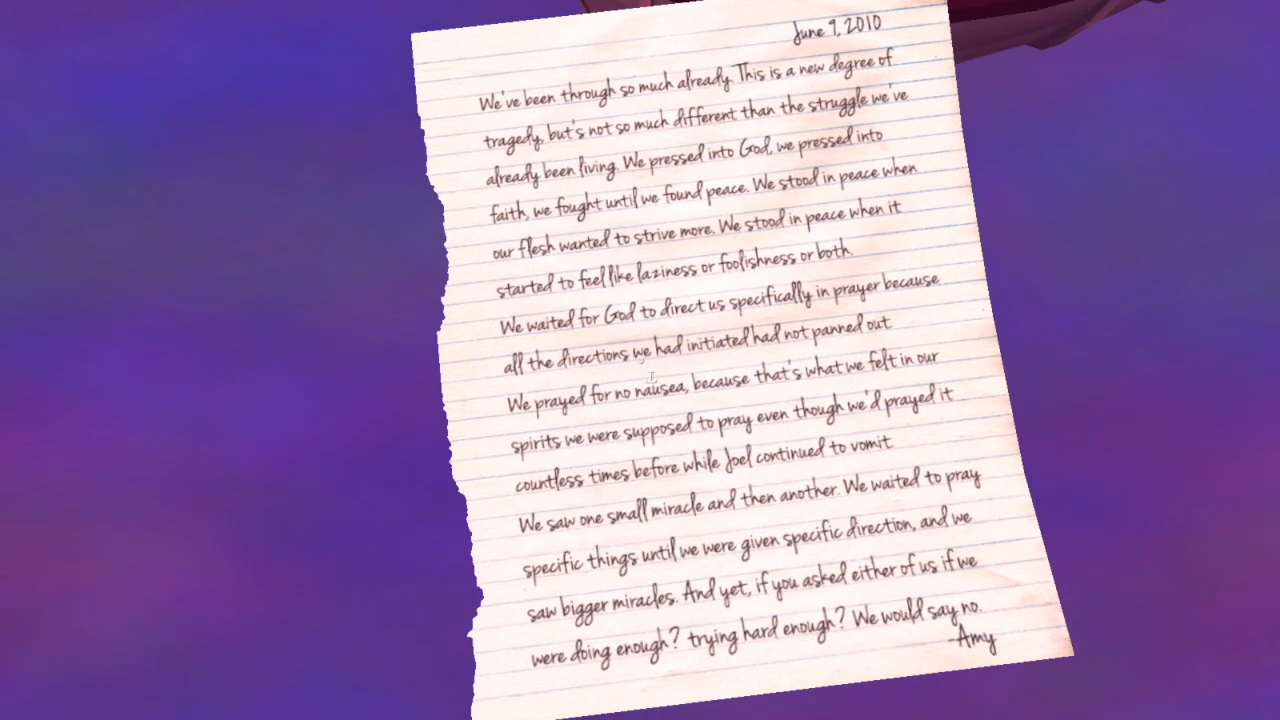 June 9, 2010
We've been through so much already. This is a new degree of
tragedy, but's not so much different than the struggle we've
already been living. We pressed into God, we pressed into
faith, we fought until we found peace. We stood in peace when
our flesh wanted to strive more. We stood in peace when it
started to feel like laziness or foolishness or both.
We waited for God to direct us specifically in prayer because
all the directions we had initiated had not panned out.
We prayed for no nausea, because that's what we felt in our
spirits we were supposed to pray even though we'd prayed it
countless times before while Joel continued to vomit.
We saw one small miracle and then another. We waited to pray
specific things until we were given specific direction, and we
saw bigger miracles. And yet, if you asked either of us if we
were doing enough? trying hard enough? We would say no.
-Amy